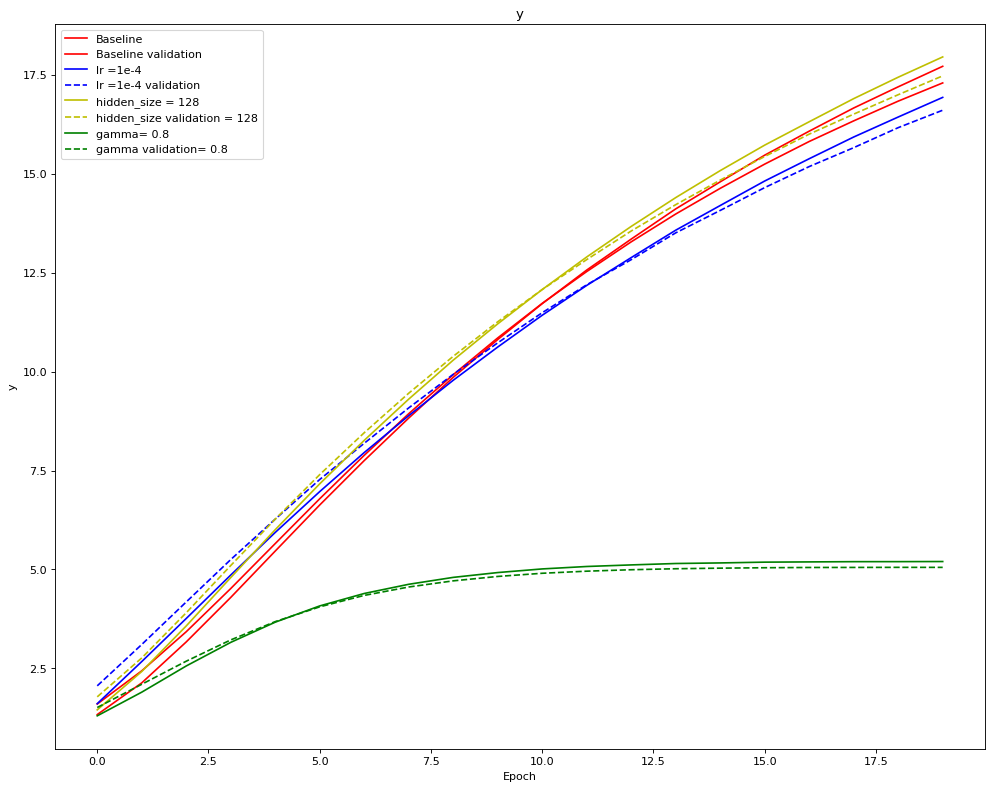 y
Baseline
Baseline validation
lr =1e-4
lr =1e-4 validation
hidden_size = 128
hidden_size validation = 128
gamma= 0.8
gamma validation= 0.8
17.5
15.0
12.5
10.0
7.5
5.0
2.5
y
0.0 2.5 5.0 7.5 10.0 12.5 15.0 17.5
Epoch